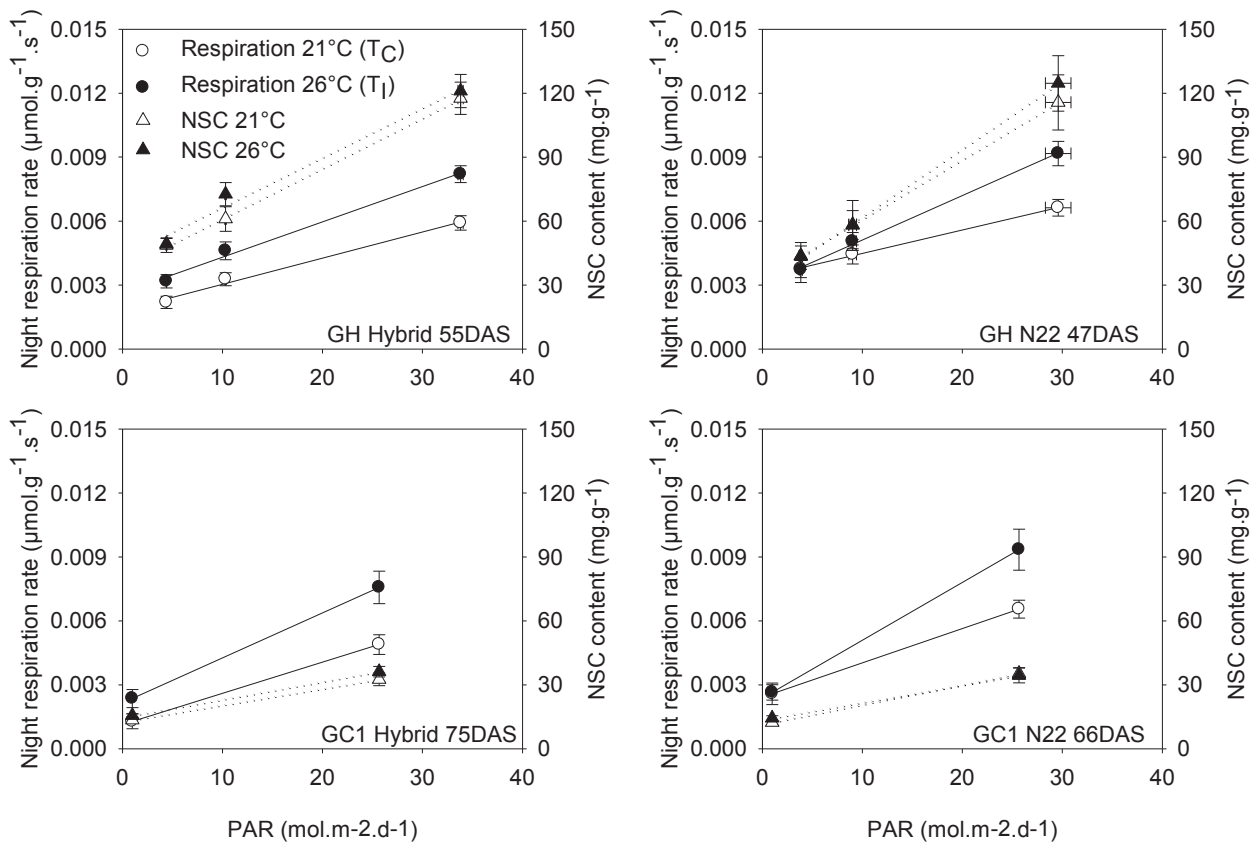 Night respiration rate (µmol.g⁻¹.s⁻¹)
0.015
0.012
0.009
0.006
0.003
0.000
Respiration 21°C (T_C)
Respiration 26°C (T_I)
NSC 21°C
NSC 26°C
GH Hybrid 55DAS
0 10 20 30 40
150
120
90
60
30
0
NSC content (mg.g⁻¹)
Night respiration rate (µmol.g⁻¹.s⁻¹)
0.015
0.012
0.009
0.006
0.003
0.000
GH N22 47DAS
0 10 20 30 40
150
120
90
60
30
0
NSC content (mg.g⁻¹)
Night respiration rate (µmol.g⁻¹.s⁻¹)
0.015
0.012
0.009
0.006
0.003
0.000
GC1 Hybrid 75DAS
0 10 20 30 40
PAR (mol.m-2.d-1)
150
120
90
60
30
0
NSC content (mg.g-1)
Night respiration rate (µmol.g⁻¹.s⁻¹)
0.015
0.012
0.009
0.006
0.003
0.000
GC1 N22 66DAS
0 10 20 30 40
PAR (mol.m-2.d-1)
150
120
90
60
30
0
NSC content (mg.g-1)